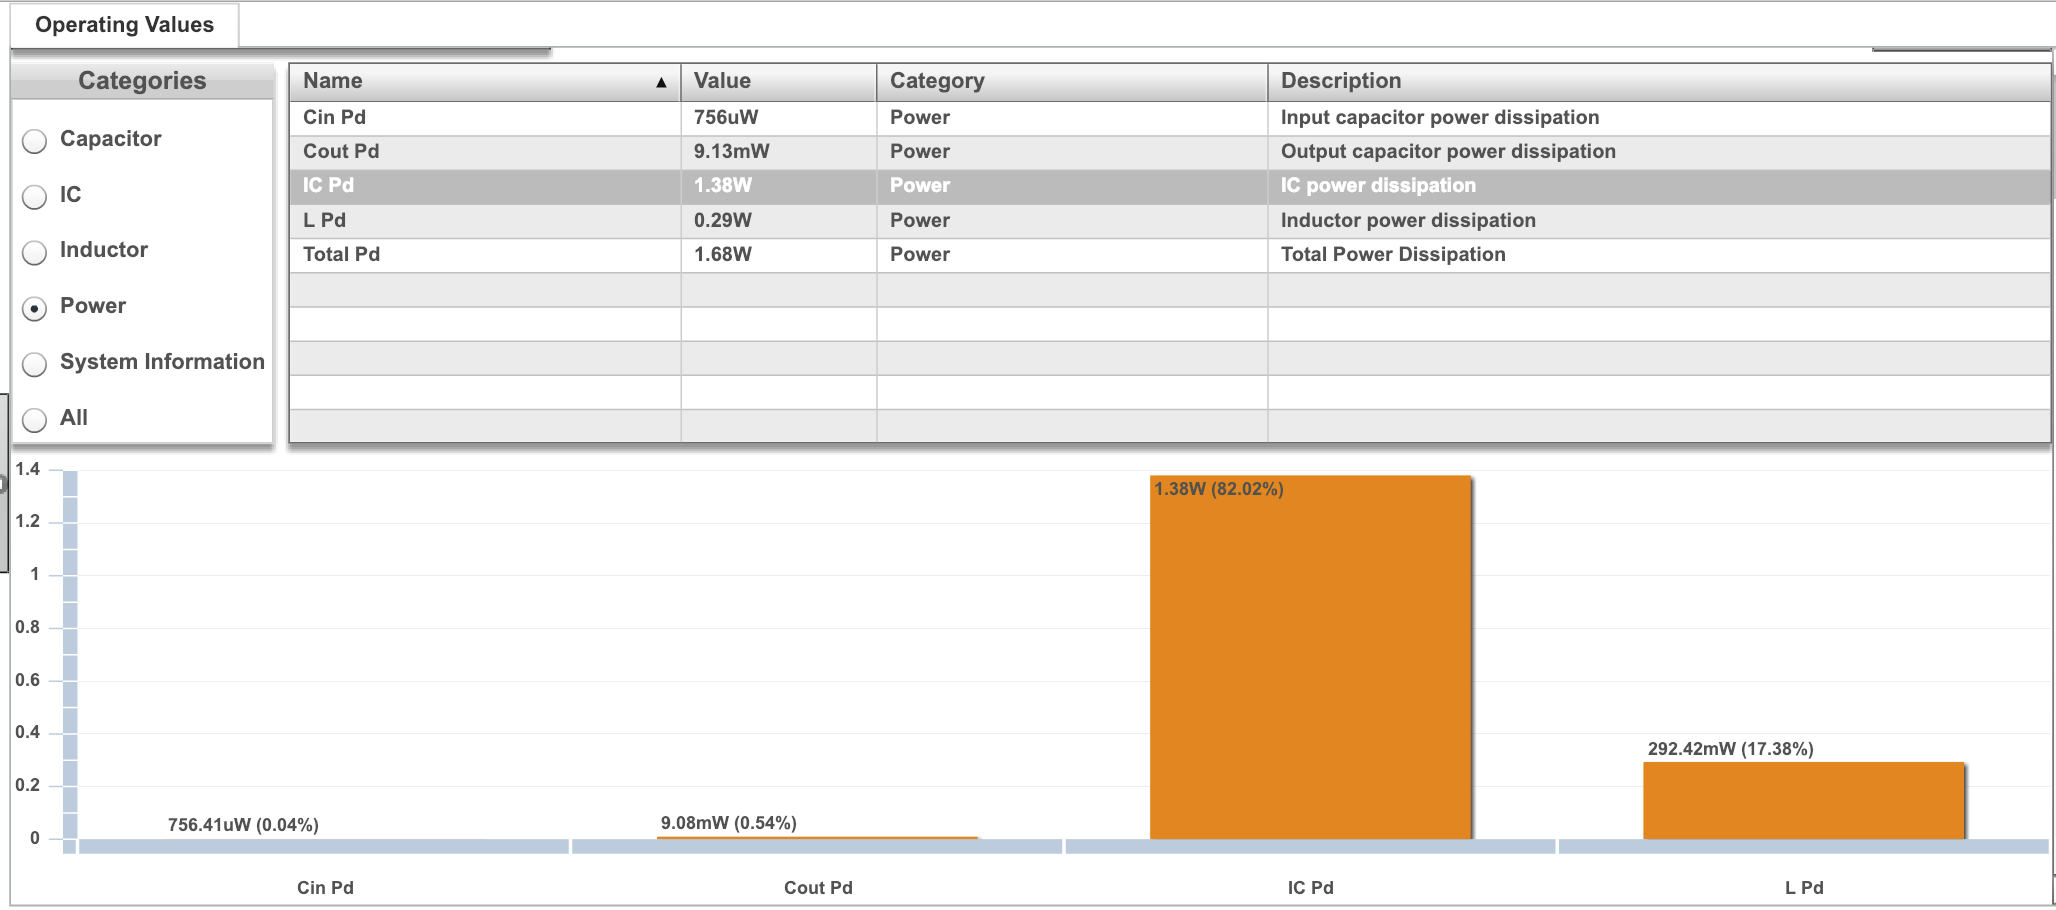 Operating Values
Categories
Capacitor
IC
Inductor
Power
System Information
All
Name ▲ Value Category Description
Cin Pd 756uW Power Input capacitor power dissipation
Cout Pd 9.13mW Power Output capacitor power dissipation
IC Pd 1.38W Power IC power dissipation
L Pd 0.29W Power Inductor power dissipation
Total Pd 1.68W Power Total Power Dissipation
1.4
1.2
1
0.8
0.6
0.4
0.2
0
1.38W (82.02%)
292.42mW (17.38%)
756.41uW (0.04%)
9.08mW (0.54%)
Cin Pd Cout Pd IC Pd L Pd